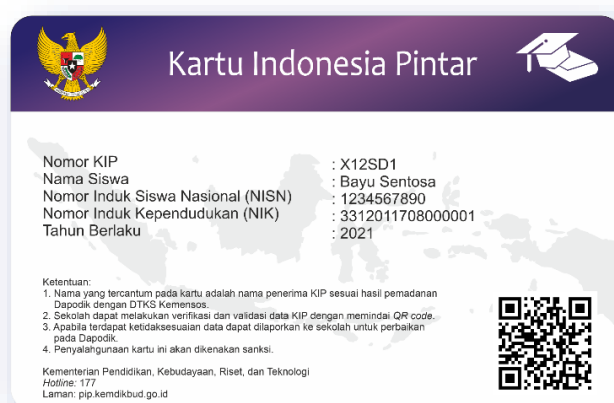 Kartu Indonesia Pintar
Nomor KIP : X12SD1
Nama Siswa : Bayu Sentosa
Nomor Induk Siswa Nasional (NISN) : 1234567890
Nomor Induk Kependudukan (NIK) : 3312011708000001
Tahun Berlaku : 2021
Ketentuan:
1. Nama yang tercantum pada kartu adalah nama penerima KIP sesuai hasil pemadanan
Dapodik dengan DTKS Kemensos.
2. Sekolah dapat melakukan verifikasi dan validasi data KIP dengan memindai QR code.
3. Apabila terdapat ketidaksesuaian data dapat dilaporkan ke sekolah untuk perbaikan
pada Dapodik.
4. Penyalahgunaan kartu ini akan dikenakan sanksi.
Kementerian Pendidikan, Kebudayaan, Riset, dan Teknologi
Hotline: 177
Laman: pip.kemdikbud.go.id